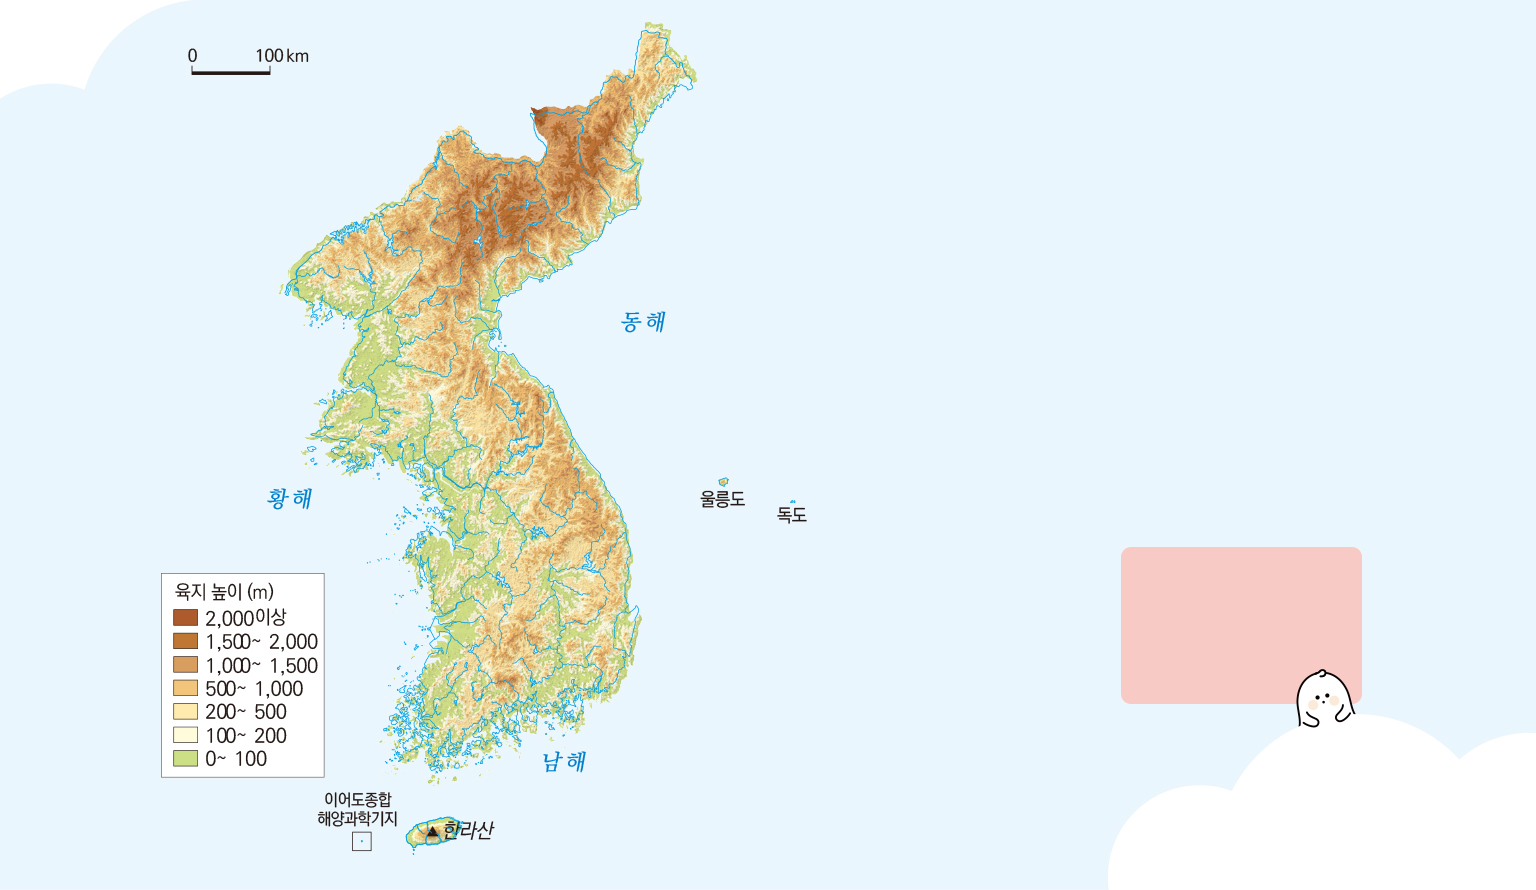 0 100 km
동해
황해
울릉도
독도
육지 높이 (m)
2,000이상
1,500~ 2,000
1,000~ 1,500
500~ 1,000
200~ 500
100~ 200
0~ 100
남해
이어도종합
해양과학기지
한라산